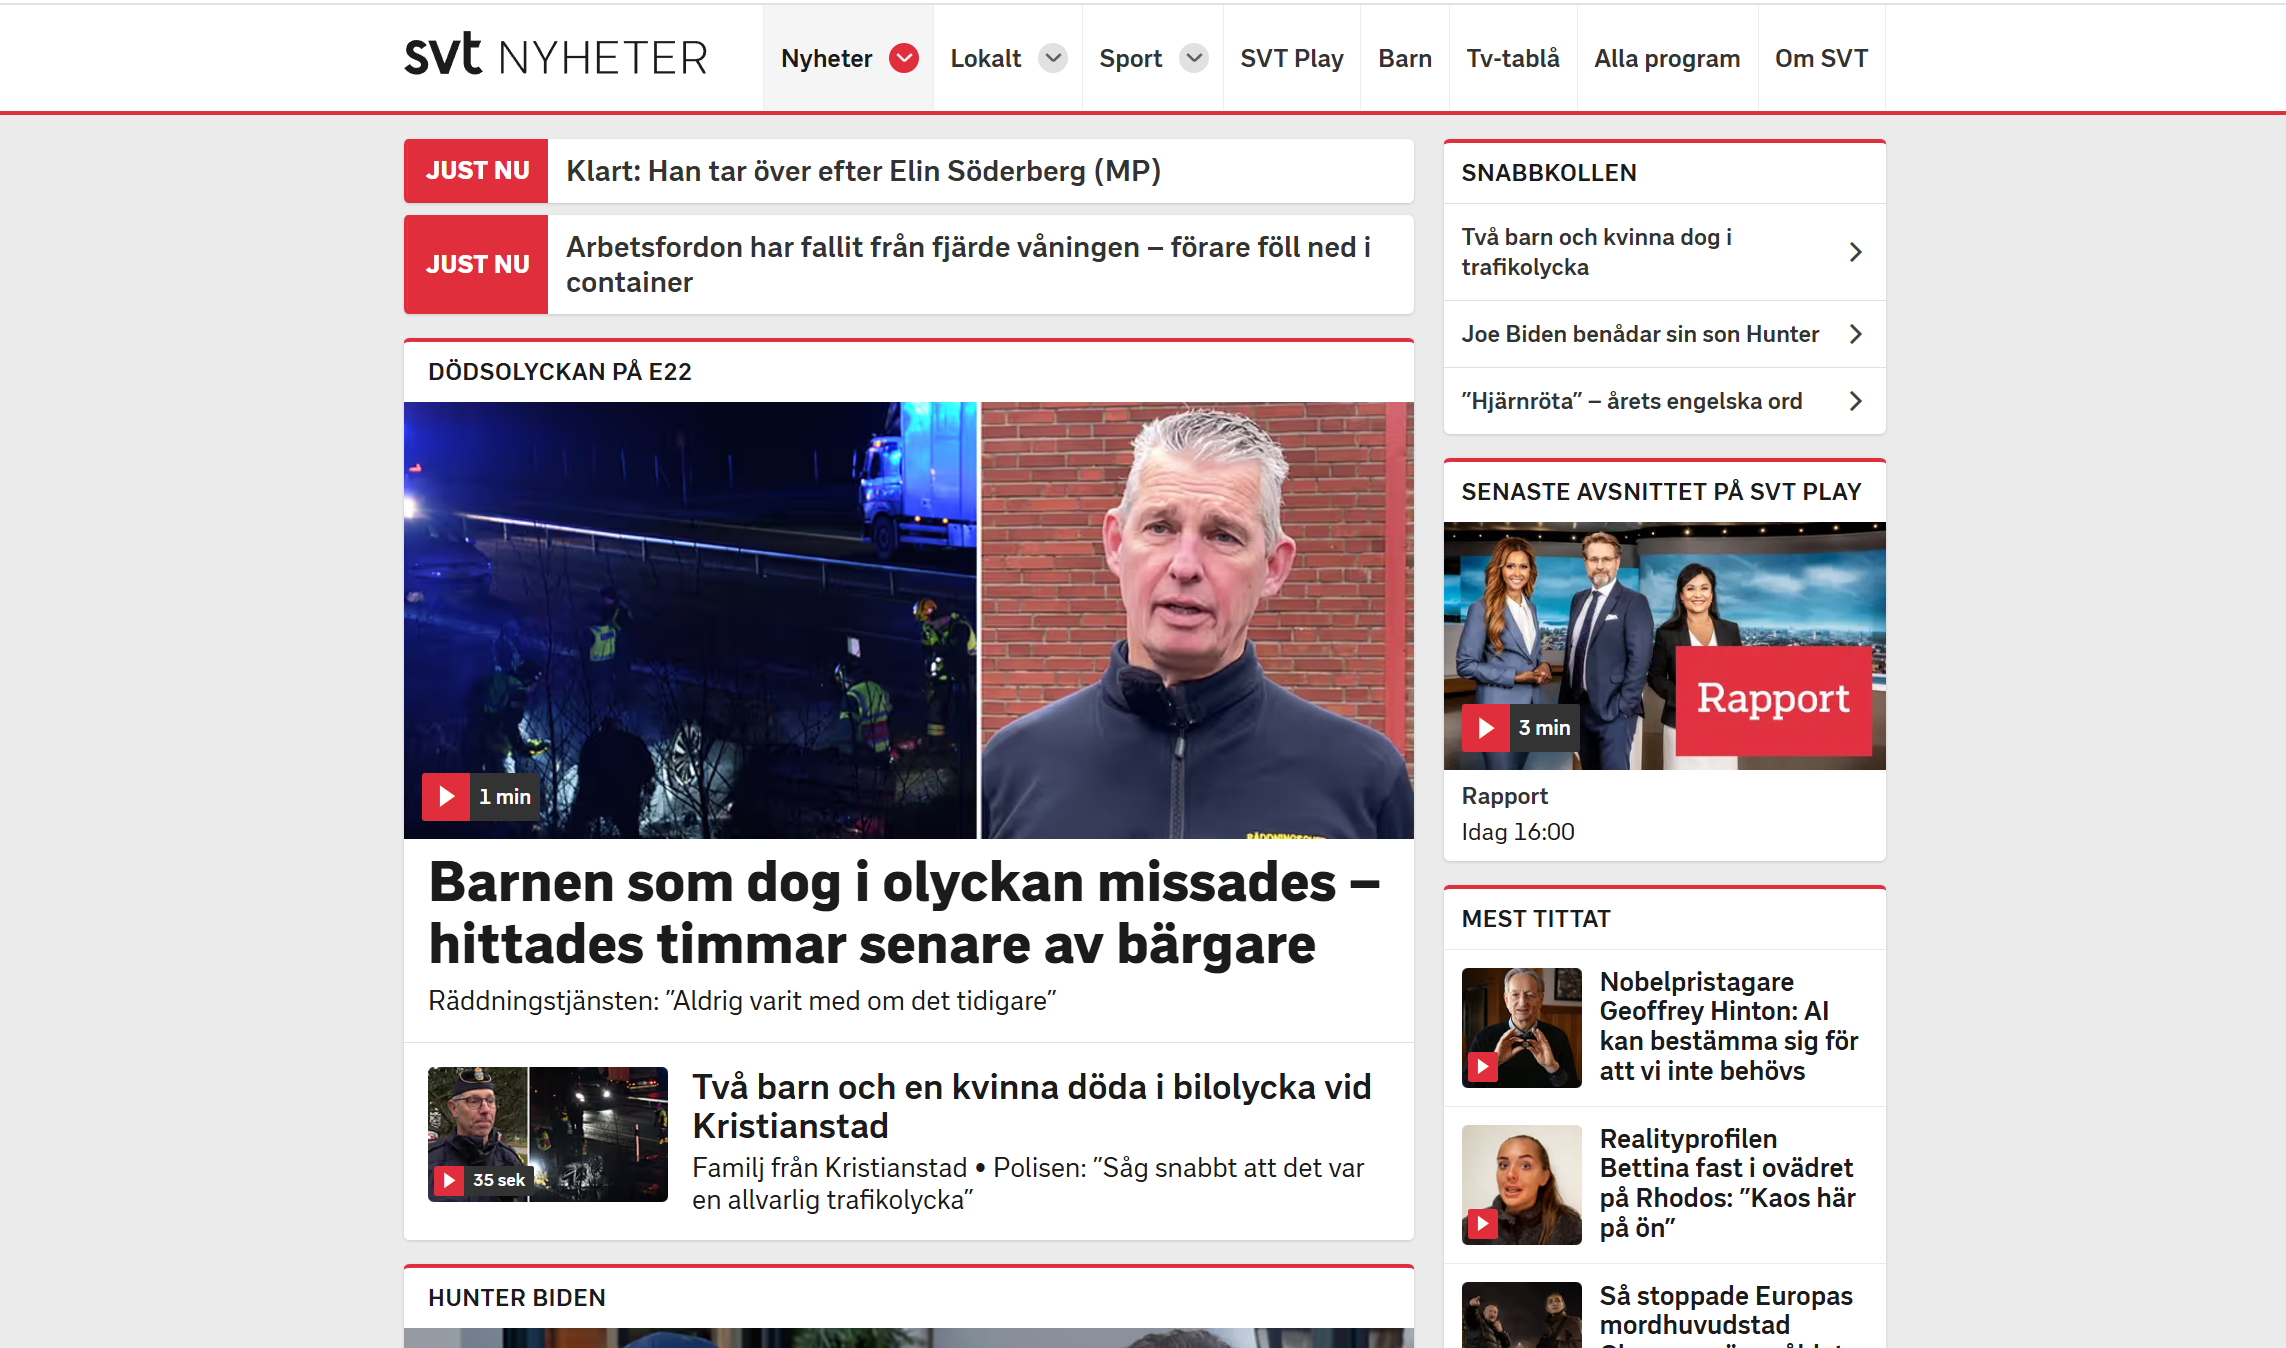 svt NYHETER
Nyheter
Lokalt
Sport
SVT Play
Barn
Tv-tablå
Alla program
Om SVT
JUST NU
Klart: Han tar över efter Elin Söderberg (MP)
JUST NU
Arbetsfordon har fallit från fjärde våningen – förare föll ned i
container
DÖDSOLYCKAN PÅ E22
1 min
Barnen som dog i olyckan missades –
hittades timmar senare av bärgare
Räddningstjänsten: ”Aldrig varit med om det tidigare”
35 sek
Två barn och en kvinna döda i bilolycka vid
Kristianstad
Familj från Kristianstad • Polisen: ”Såg snabbt att det var
en allvarlig trafikolycka”
HUNTER BIDEN
SNABBKOLLEN
Två barn och kvinna dog i
trafikolycka
Joe Biden benådar sin son Hunter
”Hjärnröta” – årets engelska ord
SENASTE AVSNITTET PÅ SVT PLAY
Rapport
3 min
Rapport
Idag 16:00
MEST TITTAT
Nobelpristagare
Geoffrey Hinton: AI
kan bestämma sig för
att vi inte behövs
Realityprofilen
Bettina fast i ovädret
på Rhodos: ”Kaos här
på ön”
Så stoppade Europas
mordhuvudstad